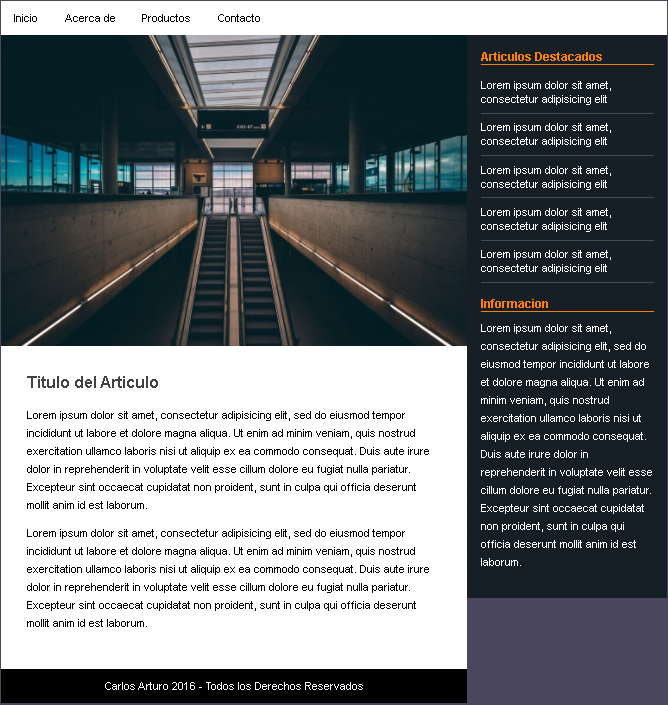 Inicio Acerca de Productos Contacto
Titulo del Articulo
Lorem ipsum dolor sit amet, consectetur adipisicing elit, sed do eiusmod tempor
incididunt ut labore et dolore magna aliqua. Ut enim ad minim veniam, quis nostrud
exercitation ullamco laboris nisi ut aliquip ex ea commodo consequat. Duis aute irure
dolor in reprehenderit in voluptate velit esse cillum dolore eu fugiat nulla pariatur.
Excepteur sint occaecat cupidatat non proident, sunt in culpa qui officia deserunt
mollit anim id est laborum.
Lorem ipsum dolor sit amet, consectetur adipisicing elit, sed do eiusmod tempor
incididunt ut labore et dolore magna aliqua. Ut enim ad minim veniam, quis nostrud
exercitation ullamco laboris nisi ut aliquip ex ea commodo consequat. Duis aute irure
dolor in reprehenderit in voluptate velit esse cillum dolore eu fugiat nulla pariatur.
Excepteur sint occaecat cupidatat non proident, sunt in culpa qui officia deserunt
mollit anim id est laborum.
Articulos Destacados
Lorem ipsum dolor sit amet,
consectetur adipisicing elit
Lorem ipsum dolor sit amet,
consectetur adipisicing elit
Lorem ipsum dolor sit amet,
consectetur adipisicing elit
Lorem ipsum dolor sit amet,
consectetur adipisicing elit
Lorem ipsum dolor sit amet,
consectetur adipisicing elit
Informacion
Lorem ipsum dolor sit amet,
consectetur adipisicing elit, sed do
eiusmod tempor incididunt ut labore
et dolore magna aliqua. Ut enim ad
minim veniam, quis nostrud
exercitation ullamco laboris nisi ut
aliquip ex ea commodo consequat.
Duis aute irure dolor in
reprehenderit in voluptate velit esse
cillum dolore eu fugiat nulla pariatur.
Excepteur sint occaecat cupidatat
non proident, sunt in culpa qui
officia deserunt mollit anim id est
laborum.
Carlos Arturo 2016 - Todos los Derechos Reservados